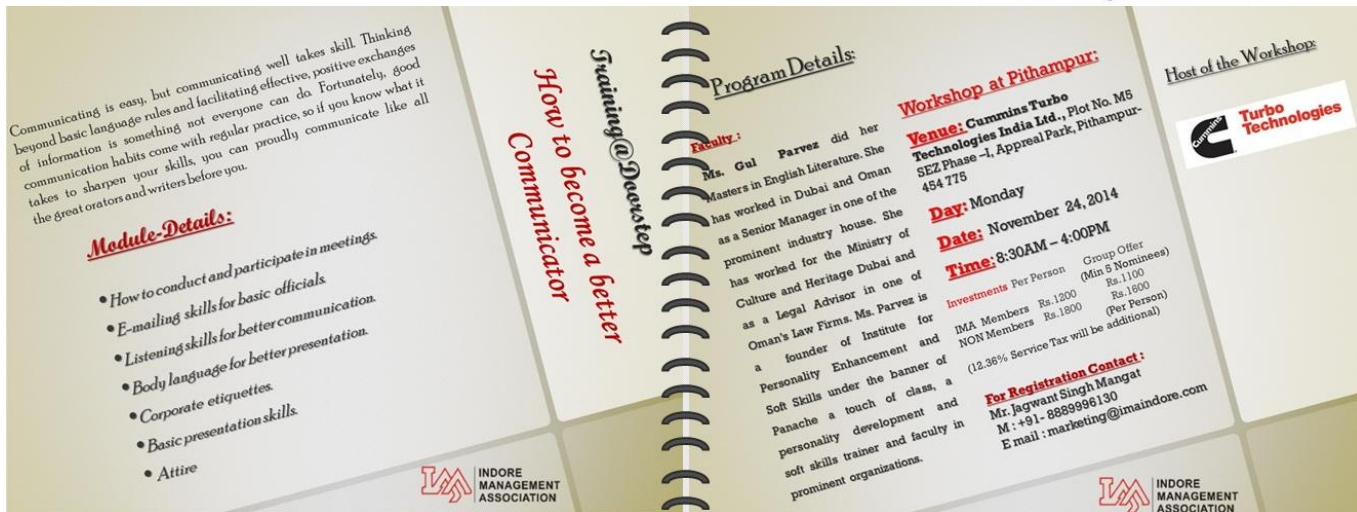 Communicating is easy, but communicating well takes skill. Thinking
beyond basic language rules and facilitating effective, positive exchanges
of information is something not everyone can do. Fortunately, good
communication habits come with regular practice, so if you know what it
takes to sharpen your skills, you can proudly communicate like all
the great orators and writers before you.
Module-Details:
• How to conduct and participate in meetings.
• E-mailing skills for basic officials.
• Listening skills for better communication.
• Body language for better presentation.
• Corporate etiquettes.
• Basic presentation skills.
• Attire
IMA
INDORE
MANAGEMENT
ASSOCIATION
Training@Doorstep
How to become a better
Communicator
Program Details:
Faculty :
Ms. Gul Parvez did her
Masters in English Literature. She
has worked in Dubai and Oman
as a Senior Manager in one of the
prominent industry house. She
has worked for the Ministry of
Culture and Heritage Dubai and
as a Legal Advisor in one of
Oman's Law Firms. Ms. Parvez is
a founder of Institute for
Personality Enhancement and
Soft Skills under the banner of
Panache a touch of class, a
personality development and
soft skills trainer and faculty in
prominent organizations.
Workshop at Pithampur:
Venue: Cummins Turbo
Technologies India Ltd., Plot No. M5
SEZ Phase –I, Appreal Park, Pithampur-
454 775
Day: Monday
Date: November 24, 2014
Time: 8:30AM – 4:00PM
Investments Per Person Group Offer
(Min 5 Nominees)
IMA Members Rs.1200 Rs.1100
NON Members Rs.1800 Rs.1600
(Per Person)
(12.36% Service Tax will be additional)
For Registration Contact :
Mr. Jagwant Singh Mangat
M : +91- 8889996130
E mail : marketing@imaindore.com
IMA
INDORE
MANAGEMENT
ASSOCIATION
Host of the Workshop:
Cummins
Turbo
Technologies